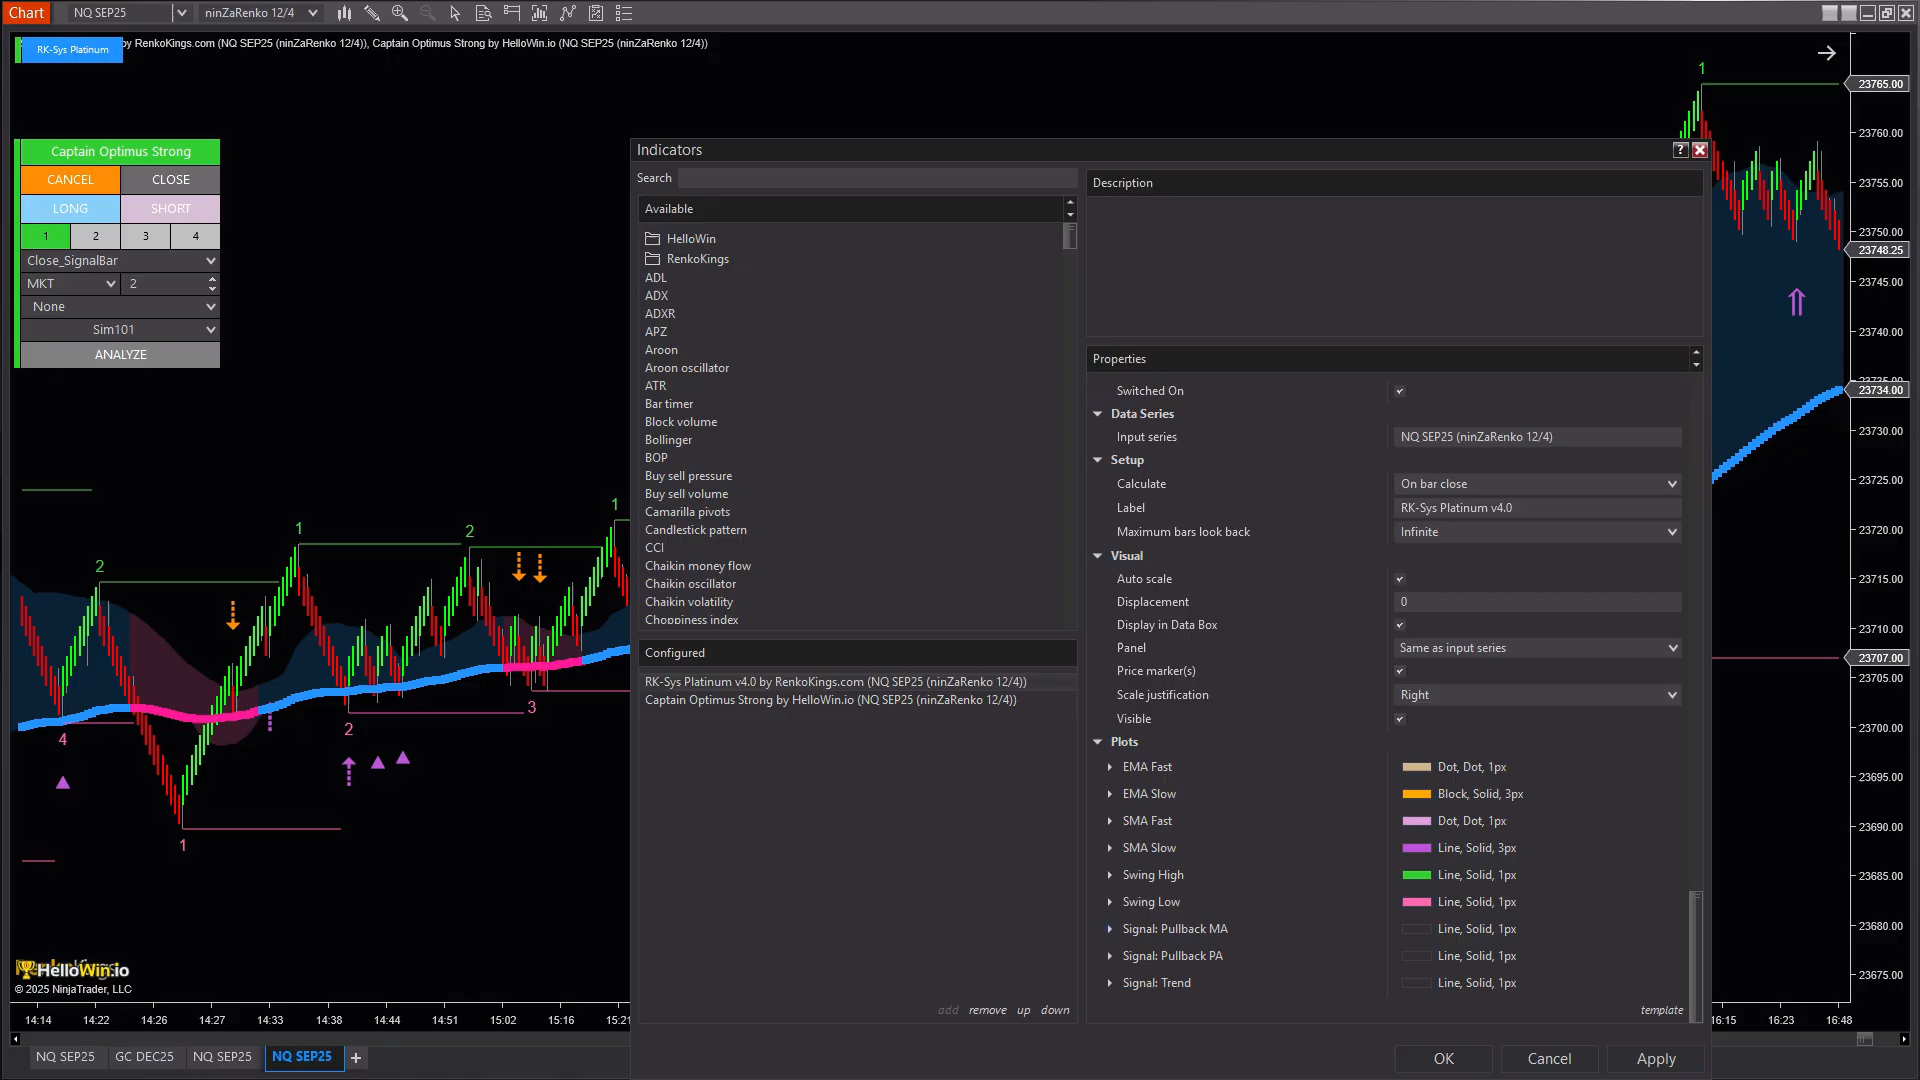 Chart
NQ SEP25
ninZaRenko 12/4
RK-Sys Platinum
by RenkoKings.com (NQ SEP25 (ninZaRenko 12/4)), Captain Optimus Strong by HelloWin.io (NQ SEP25 (ninZaRenko 12/4))
Captain Optimus Strong
CANCEL
CLOSE
LONG
SHORT
1
2
3
4
Close_SignalBar
MKT
2
None
Sim101
ANALYZE
2
1
2
1
4
1
2
3
1
HelloWin.io
© 2025 NinjaTrader, LLC
Indicators
?
Search
Available
HelloWin
RenkoKings
ADL
ADX
ADXR
APZ
Aroon
Aroon oscillator
ATR
Bar timer
Block volume
Bollinger
BOP
Buy sell pressure
Buy sell volume
Camarilla pivots
Candlestick pattern
CCI
Chaikin money flow
Chaikin oscillator
Chaikin volatility
Choppiness index
Configured
RK-Sys Platinum v4.0 by RenkoKings.com (NQ SEP25 (ninZaRenko 12/4))
Captain Optimus Strong by HelloWin.io (NQ SEP25 (ninZaRenko 12/4))
add
remove
up
down
Description
Properties
Switched On
Data Series
Input series
NQ SEP25 (ninZaRenko 12/4)
Setup
Calculate
On bar close
Label
RK-Sys Platinum v4.0
Maximum bars look back
Infinite
Visual
Auto scale
Displacement
0
Display in Data Box
Panel
Same as input series
Price marker(s)
Scale justification
Right
Visible
Plots
EMA Fast
Dot, Dot, 1px
EMA Slow
Block, Solid, 3px
SMA Fast
Dot, Dot, 1px
SMA Slow
Line, Solid, 3px
Swing High
Line, Solid, 1px
Swing Low
Line, Solid, 1px
Signal: Pullback MA
Line, Solid, 1px
Signal: Pullback PA
Line, Solid, 1px
Signal: Trend
Line, Solid, 1px
template
OK
Cancel
Apply
23765.00
23760.00
23755.00
23750.00
23748.25
23745.00
23740.00
23734.00
23730.00
23725.00
23720.00
23715.00
23710.00
23707.00
23705.00
23700.00
23695.00
23690.00
23685.00
23680.00
23675.00
14:14
14:22
14:26
14:27
14:33
14:38
14:44
14:51
15:02
15:16
15:21
16:15
16:23
16:48
NQ SEP25
GC DEC25
NQ SEP25
NQ SEP25
+